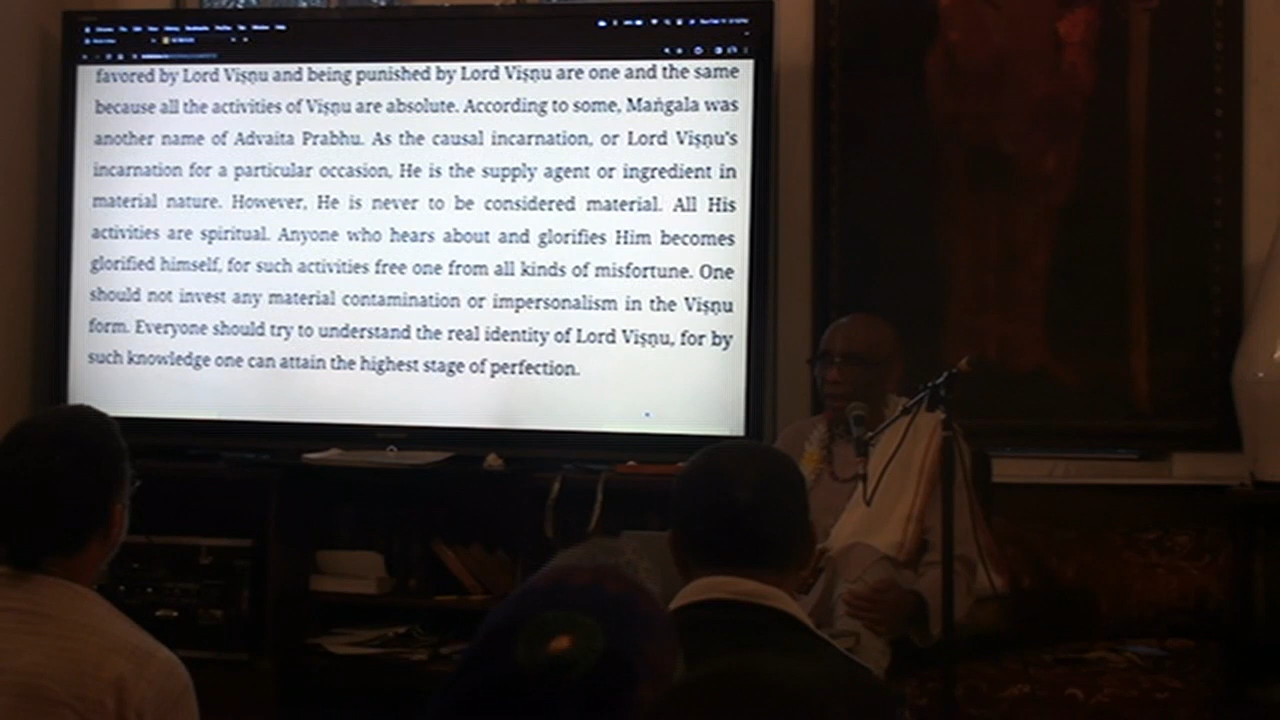 favored by Lord Viṣṇu and being punished by Lord Viṣṇu are one and the same
because all the activities of Viṣṇu are absolute. According to some, Maṅgala was
another name of Advaita Prabhu. As the causal incarnation, or Lord Viṣṇu's
incarnation for a particular occasion, He is the supply agent or ingredient in
material nature. However, He is never to be considered material. All His
activities are spiritual. Anyone who hears about and glorifies Him becomes
glorified himself, for such activities free one from all kinds of misfortune. One
should not invest any material contamination or impersonalism in the Viṣṇu
form. Everyone should try to understand the real identity of Lord Viṣṇu, for by
such knowledge one can attain the highest stage of perfection.